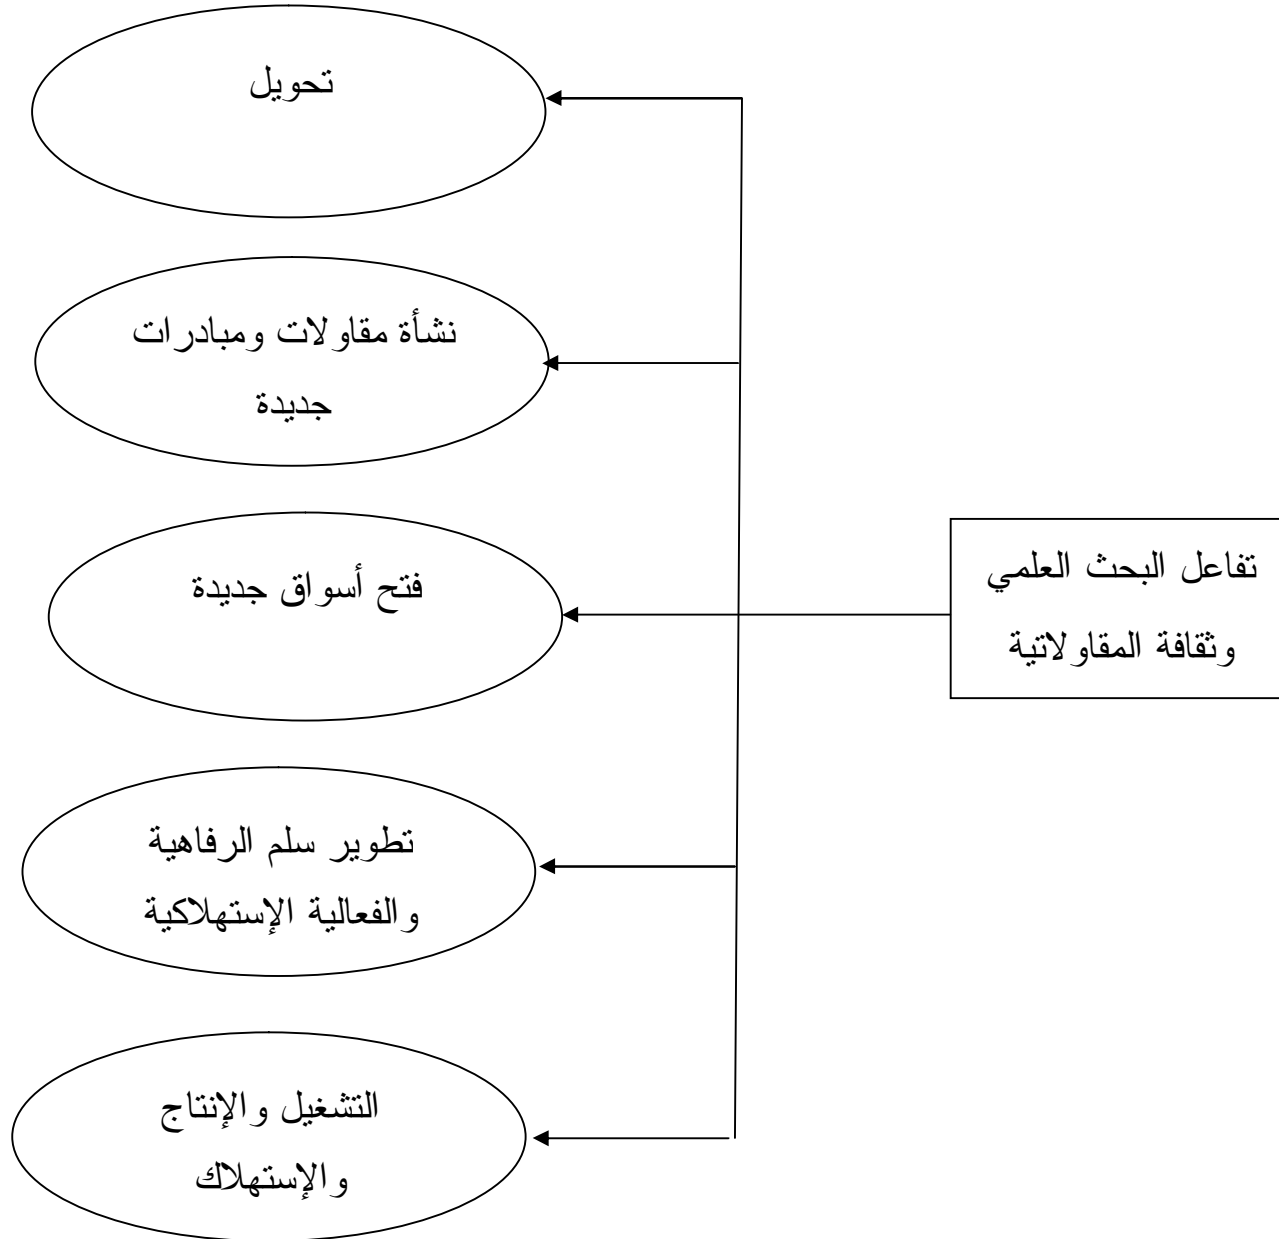 تحويل
نشأة مقاولات ومبادرات
جديدة
فتح أسواق جديدة
تفاعل البحث العلمي
وثقافة المقاولاتية
تطوير سلم الرفاهية
والفعالية الإستهلاكية
التشغيل والإنتاج
والإستهلاك